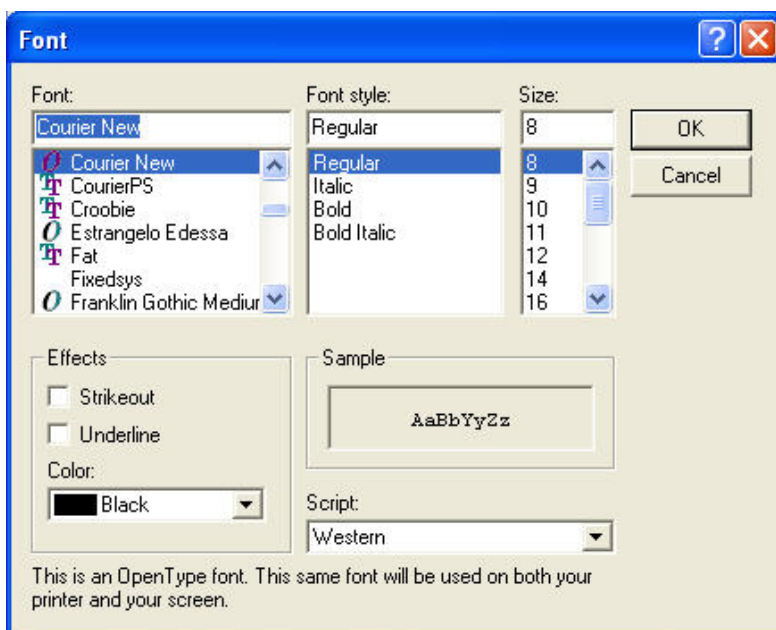 Font
Font:
Courier New
Courier New
CourierPS
Croobie
Estrangelo Edessa
Fat
Fixedsys
Franklin Gothic Mediur
Font style:
Regular
Regular
Italic
Bold
Bold Italic
Size:
8
8
9
10
11
12
14
16
OK
Cancel
Effects
Strikeout
Underline
Color:
Black
Sample
AaBbYyZz
Script:
Western
This is an OpenType font. This same font will be used on both your
printer and your screen.